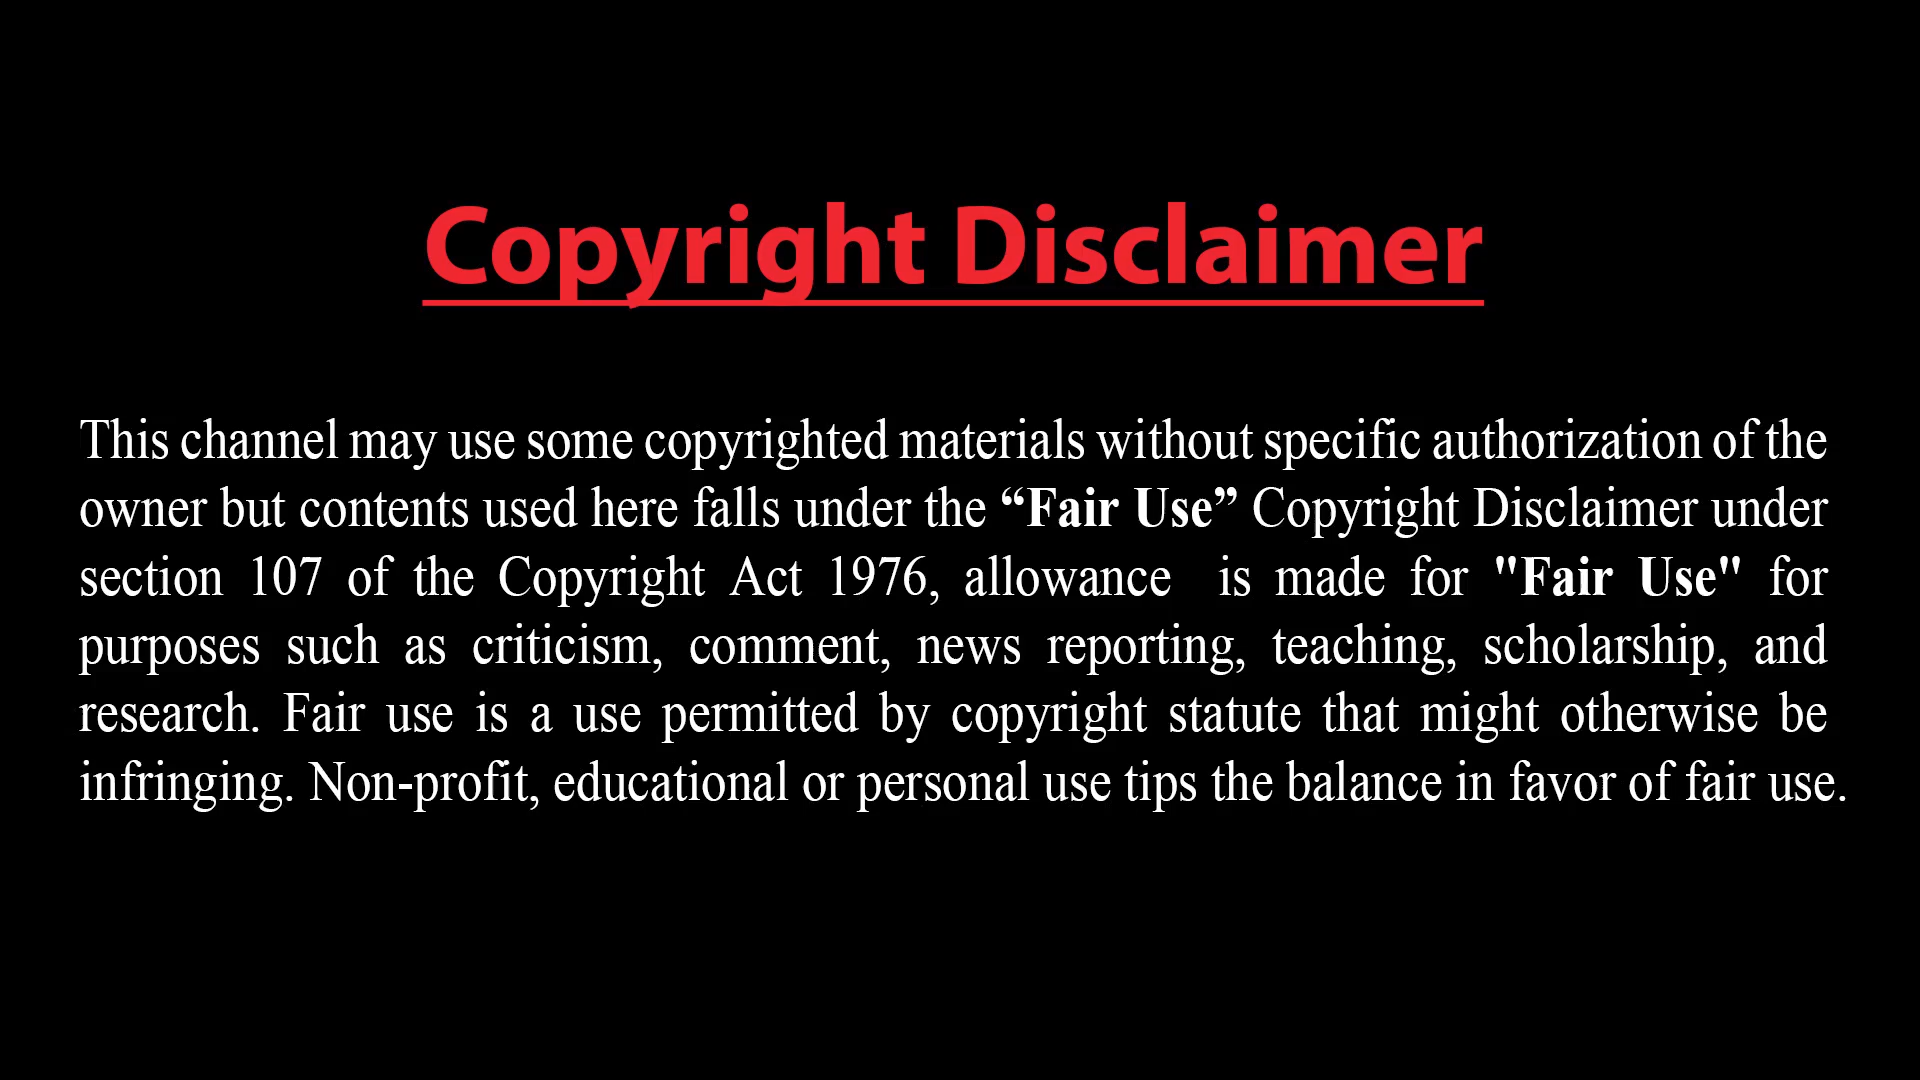 Copyright Disclaimer
This channel may use some copyrighted materials without specific authorization of the
owner but contents used here falls under the “Fair Use” Copyright Disclaimer under
section 107 of the Copyright Act 1976, allowance  is made for "Fair Use" for
purposes such as criticism, comment, news reporting, teaching, scholarship, and
research. Fair use is a use permitted by copyright statute that might otherwise be
infringing. Non-profit, educational or personal use tips the balance in favor of fair use.